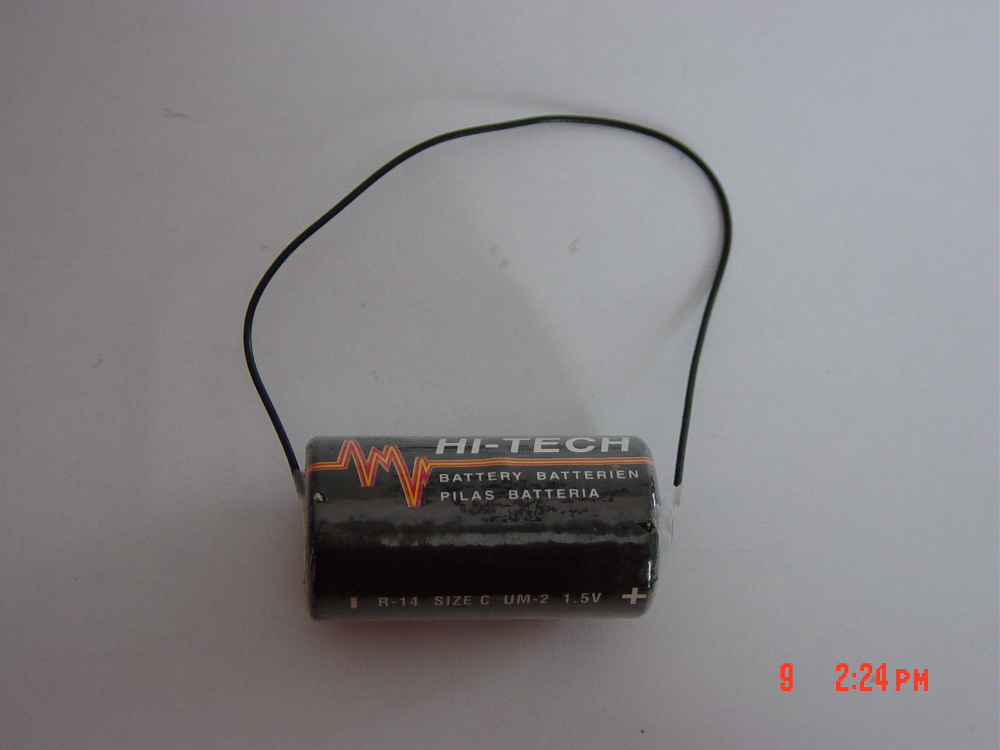 HI-TECH
BATTERY BATTERIEN
PILAS BATTERIA
- R-14 SIZE C UM-2 1.5V +
9 2:24 PM